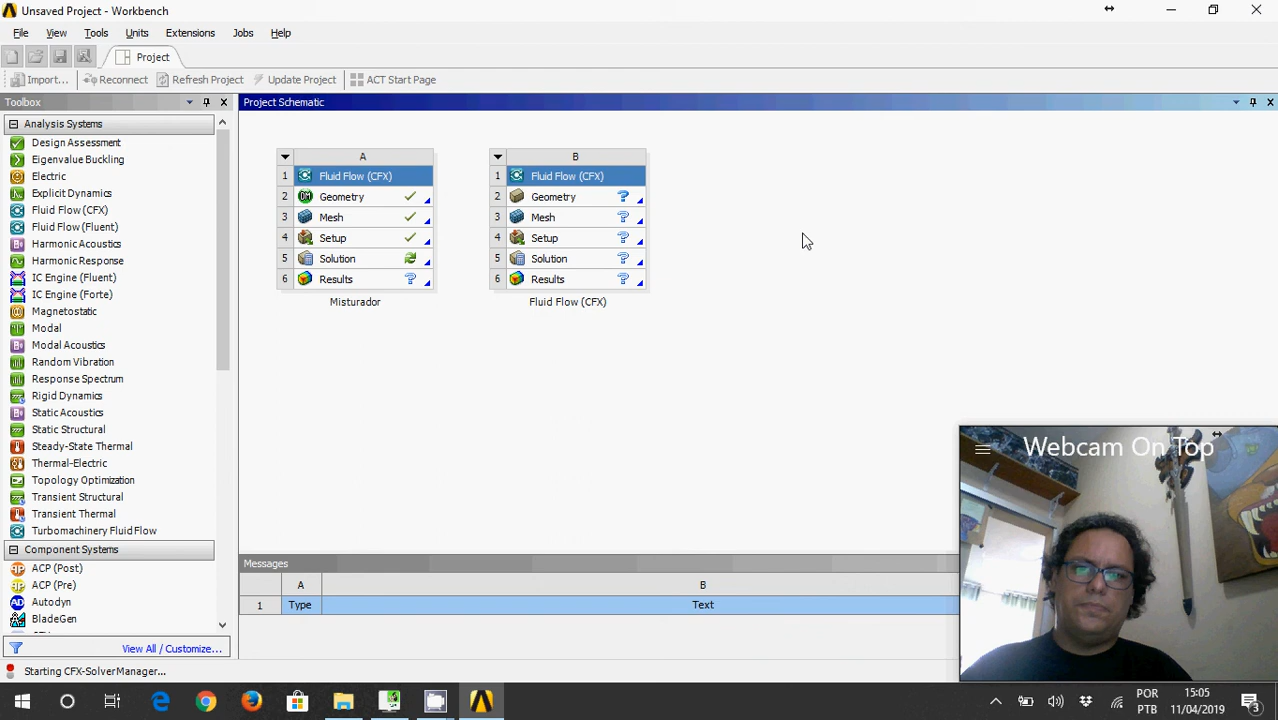 Unsaved Project - Workbench
File View Tools Units Extensions Jobs Help
Project
Import... Reconnect Refresh Project Update Project ACT Start Page
Toolbox
Analysis Systems
Design Assessment
Eigenvalue Buckling
Electric
Explicit Dynamics
Fluid Flow (CFX)
Fluid Flow (Fluent)
Harmonic Acoustics
Harmonic Response
IC Engine (Fluent)
IC Engine (Forte)
Magnetostatic
Modal
Modal Acoustics
Random Vibration
Response Spectrum
Rigid Dynamics
Static Acoustics
Static Structural
Steady-State Thermal
Thermal-Electric
Topology Optimization
Transient Structural
Transient Thermal
Turbomachinery Fluid Flow
Component Systems
ACP (Post)
ACP (Pre)
Autodyn
BladeGen
View All / Customize...
Project Schematic
A
1 Fluid Flow (CFX)
2 Geometry
3 Mesh
4 Setup
5 Solution
6 Results ?
Misturador
B
1 Fluid Flow (CFX)
2 Geometry ?
3 Mesh ?
4 Setup ?
5 Solution ?
6 Results ?
Fluid Flow (CFX)
Messages
A B
1 Type Text
Webcam On Top
Starting CFX-SolverManager...
POR
PTB
15:05
11/04/2019
3